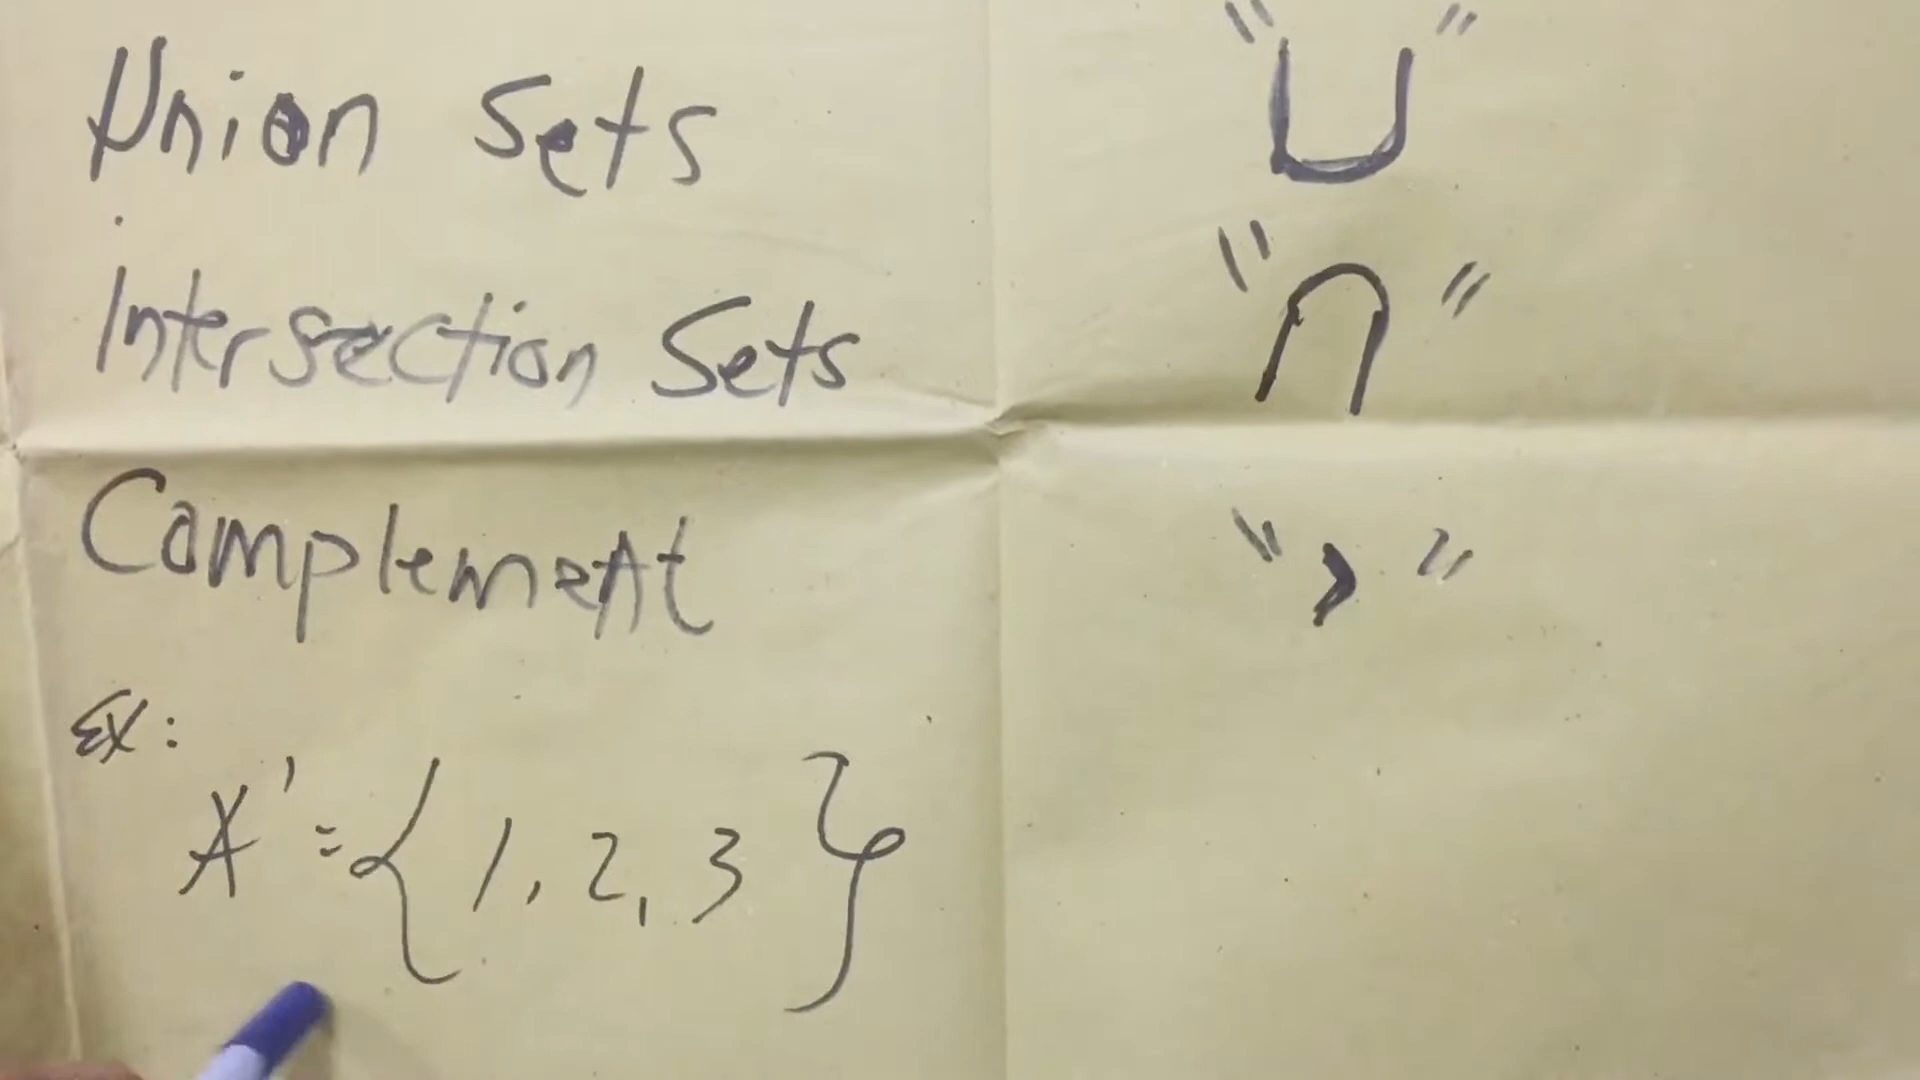 Union Sets "∪"
Intersection Sets "∩"
Complement "’"
Ex:
A' = {1, 2, 3}